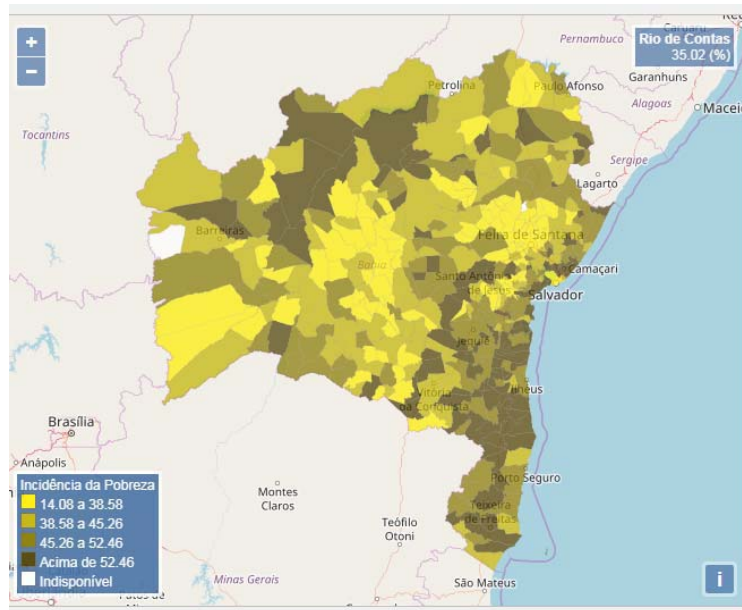 +
−
Rio de Contas
35.02 (%)
Pernambuco
Caruaru
Garanhuns
Petrolina
Paulo Afonso
Alagoas
Maceió
Tocantins
Sergipe
Lagarto
Barreiras
Bahia
Feira de Santana
Santo Antônio
de Jesus
Camaçari
Salvador
Jequié
Ilhéus
Vitória
da Conquista
Brasília
Anápolis
Porto Seguro
Teixeira
de Freitas
Montes
Claros
Teófilo
Otoni
São Mateus
Minas Gerais
Patos de
Incidência da Pobreza
14.08 a 38.58
38.58 a 45.26
45.26 a 52.46
Acima de 52.46
Indisponível
i